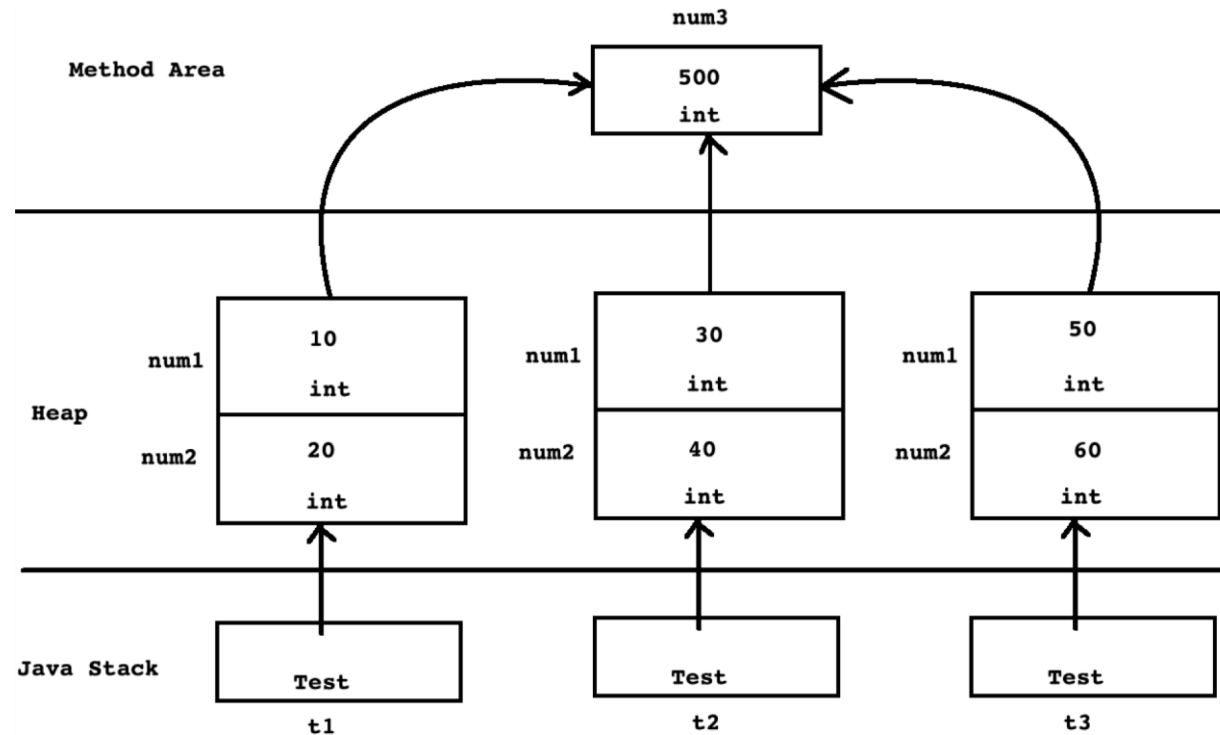 num3
Method Area
500
int
10
30
50
num1
num1
num1
int
int
int
Heap
num2
20
num2
40
num2
60
int
int
int
Java Stack
Test
Test
Test
t1
t2
t3